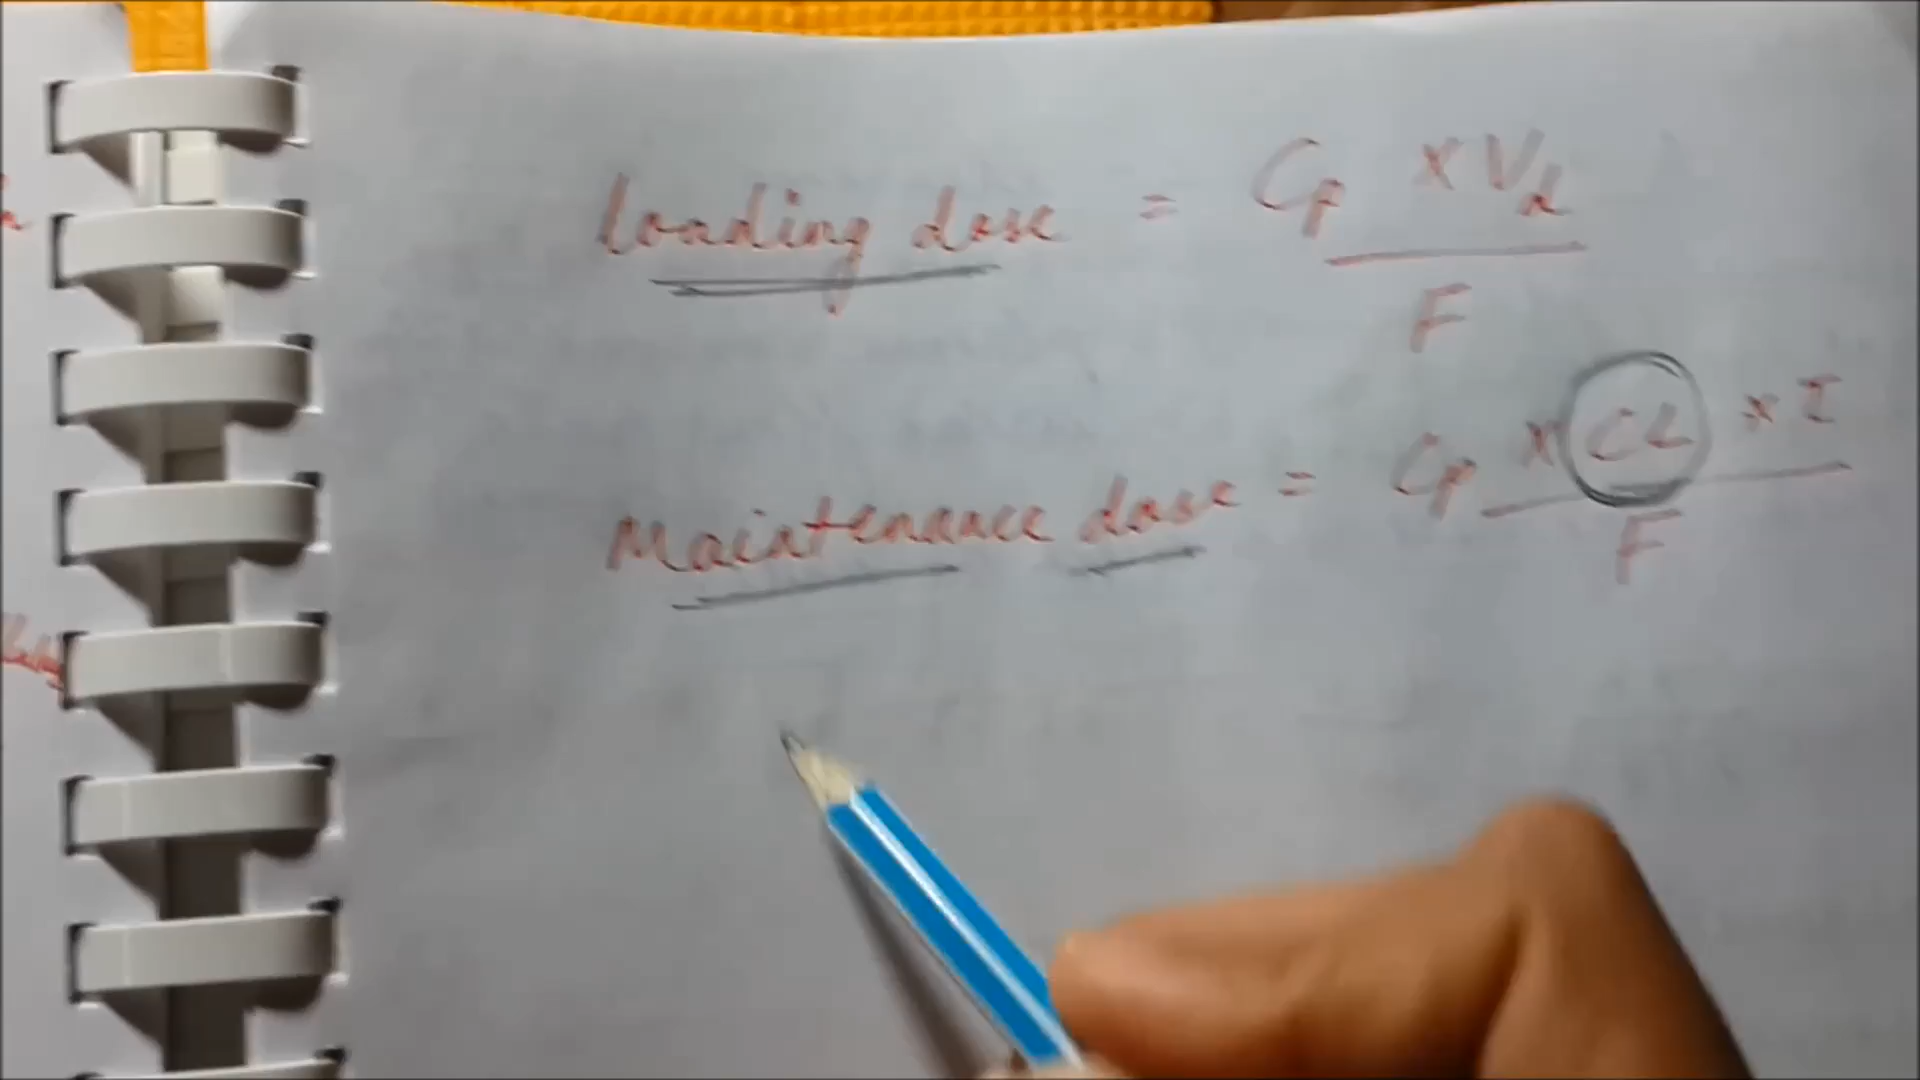 Loading dose = Cp x Vd
F
Maintenance dose = Cp x CL x τ
F